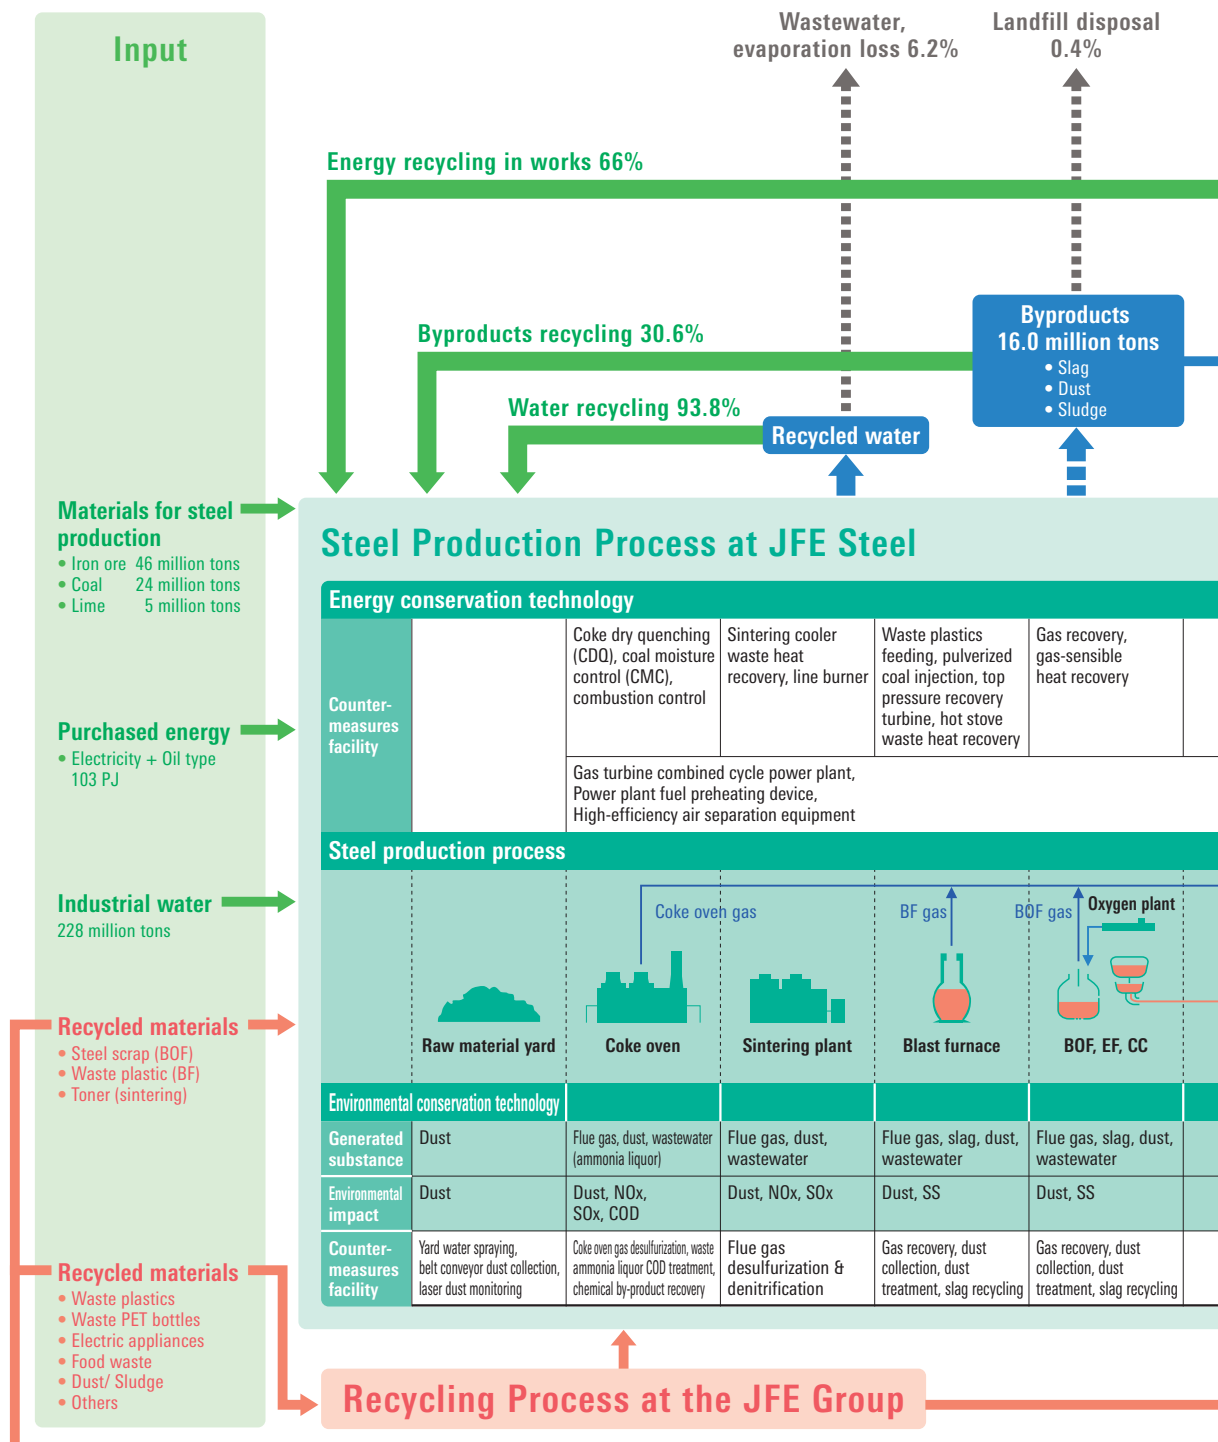 Input
Wastewater,
evaporation loss 6.2%
Landfill disposal
0.4%
Energy recycling in works 66%
Byproducts
16.0 million tons
• Slag
• Dust
• Sludge
Byproducts recycling 30.6%
Water recycling 93.8%
Recycled water
Materials for steel
production
• Iron ore 46 million tons
• Coal 24 million tons
• Lime 5 million tons
Purchased energy
• Electricity + Oil type
103 PJ
Industrial water
228 million tons
Recycled materials
• Steel scrap (BOF)
• Waste plastic (BF)
• Toner (sintering)
Recycled materials
• Waste plastics
• Waste PET bottles
• Electric appliances
• Food waste
• Dust/ Sludge
• Others
Steel Production Process at JFE Steel
Energy conservation technology
Counter-
measures
facility
Coke dry quenching
(CDQ), coal moisture
control (CMC),
combustion control
Sintering cooler
waste heat
recovery, line burner
Waste plastics
feeding, pulverized
coal injection, top
pressure recovery
turbine, hot stove
waste heat recovery
Gas recovery,
gas-sensible
heat recovery
Gas turbine combined cycle power plant,
Power plant fuel preheating device,
High-efficiency air separation equipment
Steel production process
Coke oven gas
BF gas
BOF gas
Oxygen plant
Raw material yard
Coke oven
Sintering plant
Blast furnace
BOF, EF, CC
Environmental conservation technology
Generated
substance
Dust
Flue gas, dust, wastewater
(ammonia liquor)
Flue gas, dust,
wastewater
Flue gas, slag, dust,
wastewater
Flue gas, slag, dust,
wastewater
Environmental
impact
Dust
Dust, NOx,
SOx, COD
Dust, NOx, SOx
Dust, SS
Dust, SS
Counter-
measures
facility
Yard water spraying,
belt conveyor dust collection,
laser dust monitoring
Coke oven gas desulfurization, waste
ammonia liquor COD treatment,
chemical by-product recovery
Flue gas
desulfurization &
denitrification
Gas recovery, dust
collection, dust
treatment, slag recycling
Gas recovery, dust
collection, dust
treatment, slag recycling
Recycling Process at the JFE Group